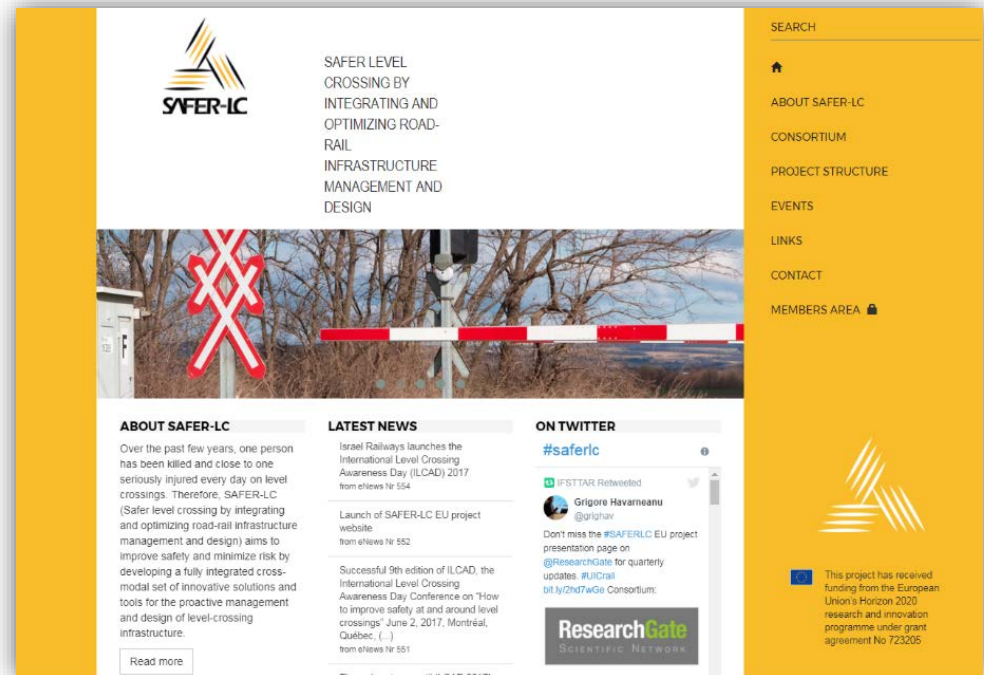 SAFER-LC
SAFER LEVEL
CROSSING BY
INTEGRATING AND
OPTIMIZING ROAD-
RAIL
INFRASTRUCTURE
MANAGEMENT AND
DESIGN
SEARCH
ABOUT SAFER-LC
CONSORTIUM
PROJECT STRUCTURE
EVENTS
LINKS
CONTACT
MEMBERS AREA
F
ABOUT SAFER-LC
Over the past few years, one person
has been killed and close to one
seriously injured every day on level
crossings. Therefore, SAFER-LC
(Safer level crossing by integrating
and optimizing road-rail infrastructure
management and design) aims to
improve safety and minimize risk by
developing a fully integrated cross-
modal set of innovative solutions and
tools for the proactive management
and design of level-crossing
infrastructure.
Read more
LATEST NEWS
Israel Railways launches the
International Level Crossing
Awareness Day (ILCAD) 2017
from eNews Nr 554
Launch of SAFER-LC EU project
website
from eNews Nr 552
Successful 9th edition of ILCAD, the
International Level Crossing
Awareness Day Conference on "How
to improve safety at and around level
crossings" June 2, 2017, Montréal,
Québec, (...)
from eNews Nr 551
ON TWITTER
#saferlc
IFSTTAR Retweeted
Grigore Havarneanu
@grighav
Don't miss the #SAFERLC EU project
presentation page on
@ResearchGate for quarterly
updates. #UICrail
bit.ly/2hd7wGe Consortium:
ResearchGate
SCIENTIFIC NETWORK
This project has received
funding from the European
Union's Horizon 2020
research and innovation
programme under grant
agreement No 723205